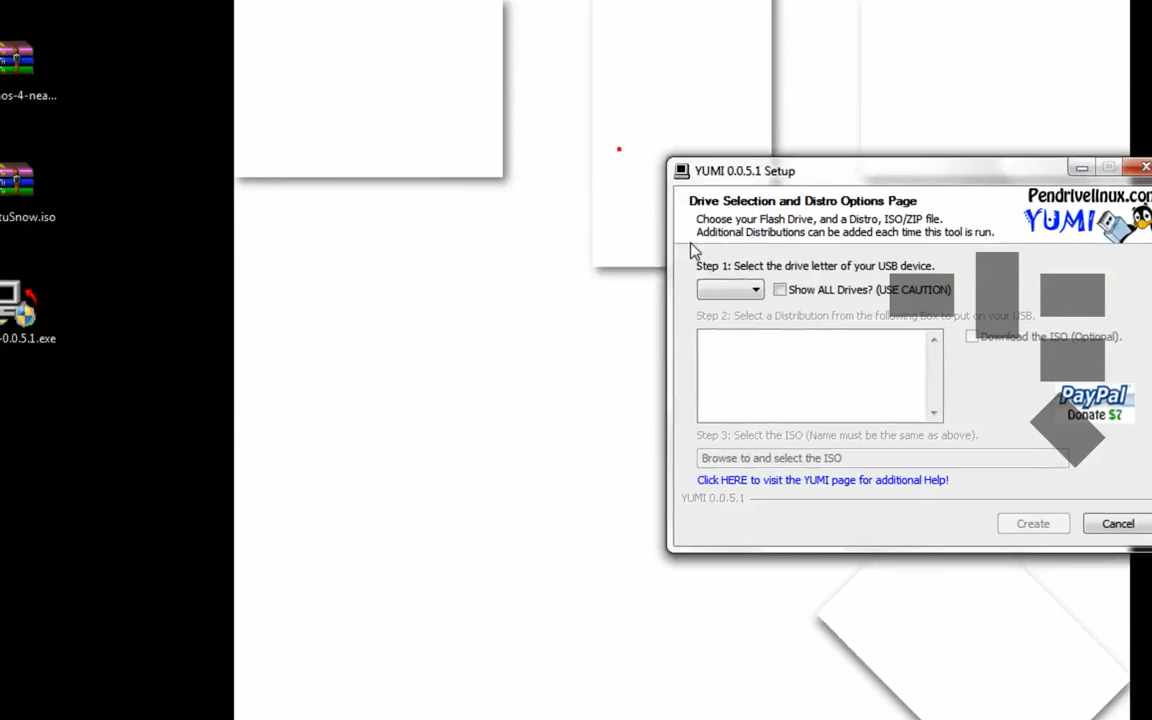 os-4-nea...
tuSnow.iso
-0.0.5.1.exe
YUMI 0.0.5.1 Setup
Drive Selection and Distro Options Page
Choose your Flash Drive, and a Distro, ISO/ZIP file.
Additional Distributions can be added each time this tool is run.
Pendrivelinux.co
YUMI
Step 1: Select the drive letter of your USB device.
Show ALL Drives? (USE CAUTION)
Step 2: Select a Distribution from the following Box to put on your USB.
Download the ISO (Optional).
PayPal
Donate $7
Step 3: Select the ISO (Name must be the same as above).
Browse to and select the ISO
Click HERE to visit the YUMI page for additional Help!
YUMI 0.0.5.1
Create
Cancel